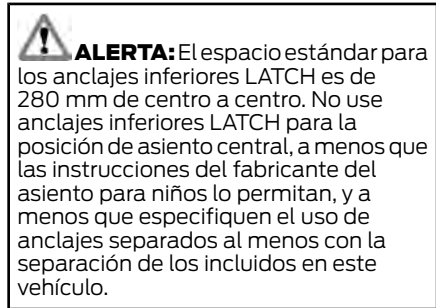 ALERTA: El espacio estándar para
los anclajes inferiores LATCH es de
280 mm de centro a centro. No use
anclajes inferiores LATCH para la
posición de asiento central, a menos que
las instrucciones del fabricante del
asiento para niños lo permitan, y a
menos que especifiquen el uso de
anclajes separados al menos con la
separación de los incluidos en este
vehículo.